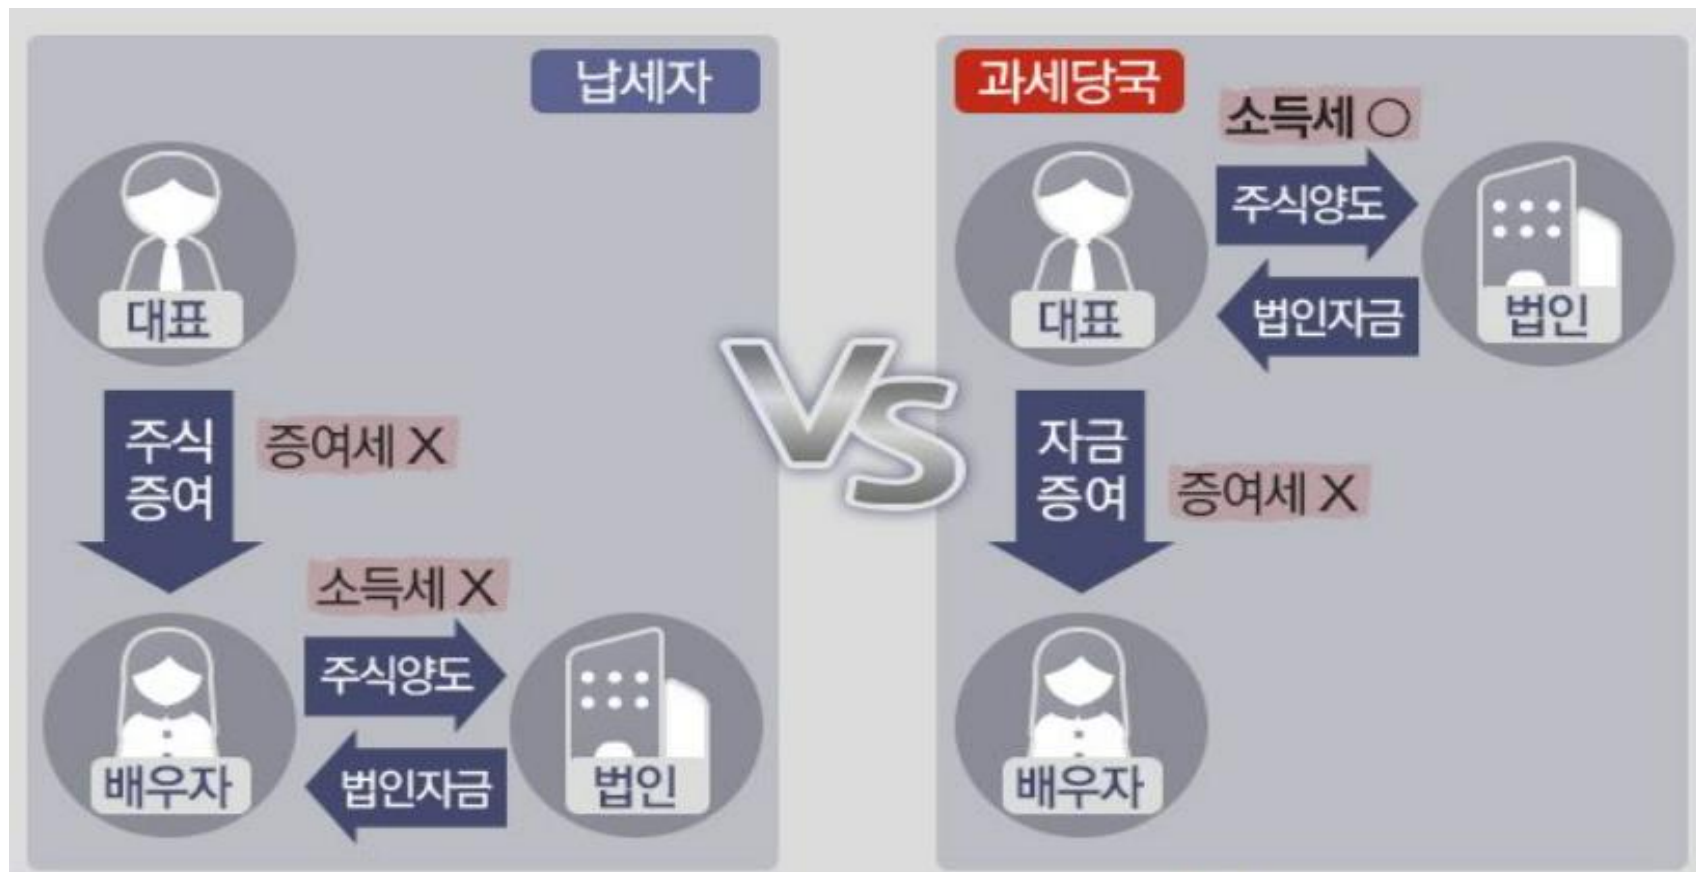 납세자
대표
주식
증여
증여세 X
소득세 X
주식양도
법인자금
배우자
법인
VS
과세당국
소득세 ○
주식양도
법인자금
대표
법인
자금
증여
증여세 X
배우자